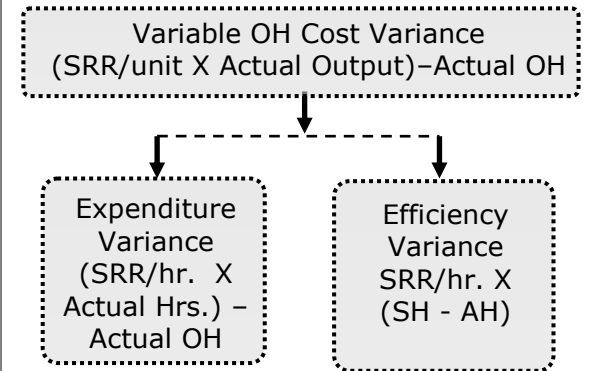 Variable OH Cost Variance
(SRR/unit X Actual Output)–Actual OH
Expenditure
Variance
(SRR/hr. X
Actual Hrs.) –
Actual OH
Efficiency
Variance
SRR/hr. X
(SH - AH)